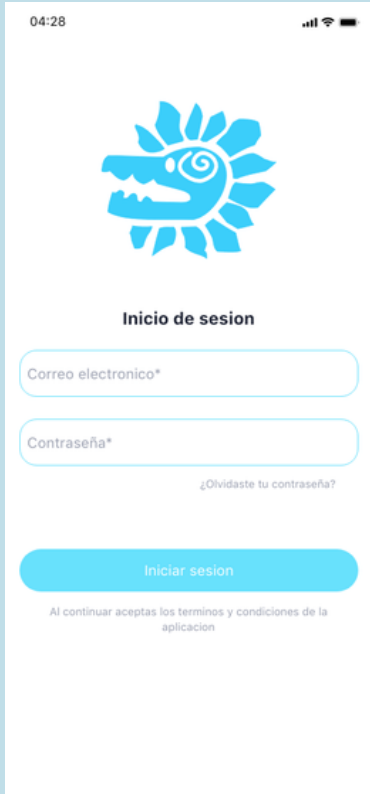 04:28
Inicio de sesion
Correo electronico*
Contraseña*
¿Olvidaste tu contraseña?
Iniciar sesion
Al continuar aceptas los terminos y condiciones de la
aplicacion